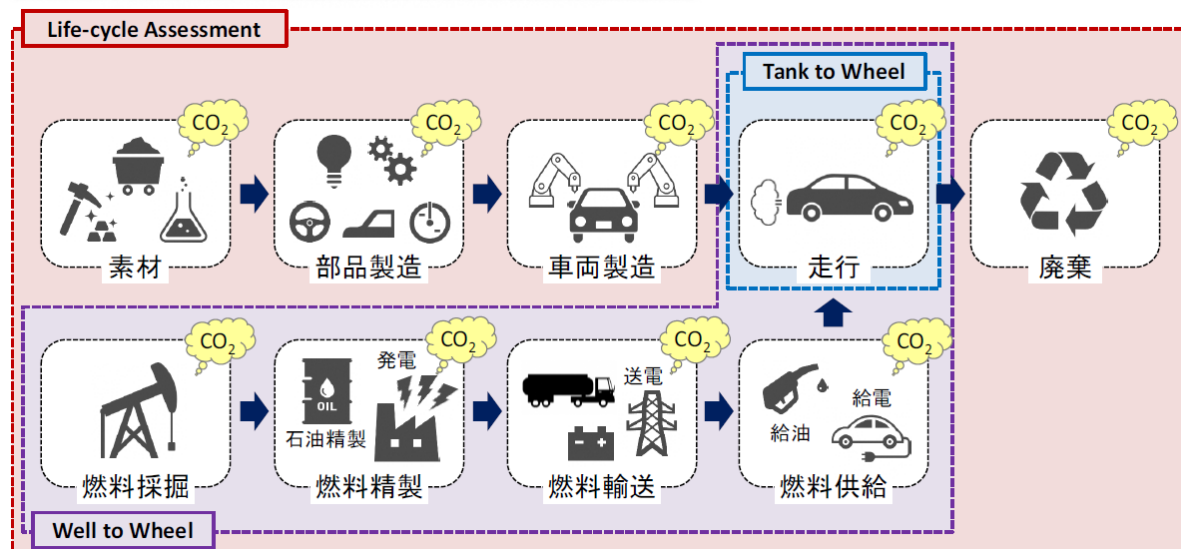 Life-cycle Assessment
Tank to Wheel
CO₂
CO₂
CO₂
CO₂
CO₂
素材
部品製造
車両製造
走行
廃棄
CO₂
CO₂
CO₂
CO₂
発電
送電
OIL
給電
石油精製
給油
燃料採掘
燃料精製
燃料輸送
燃料供給
Well to Wheel